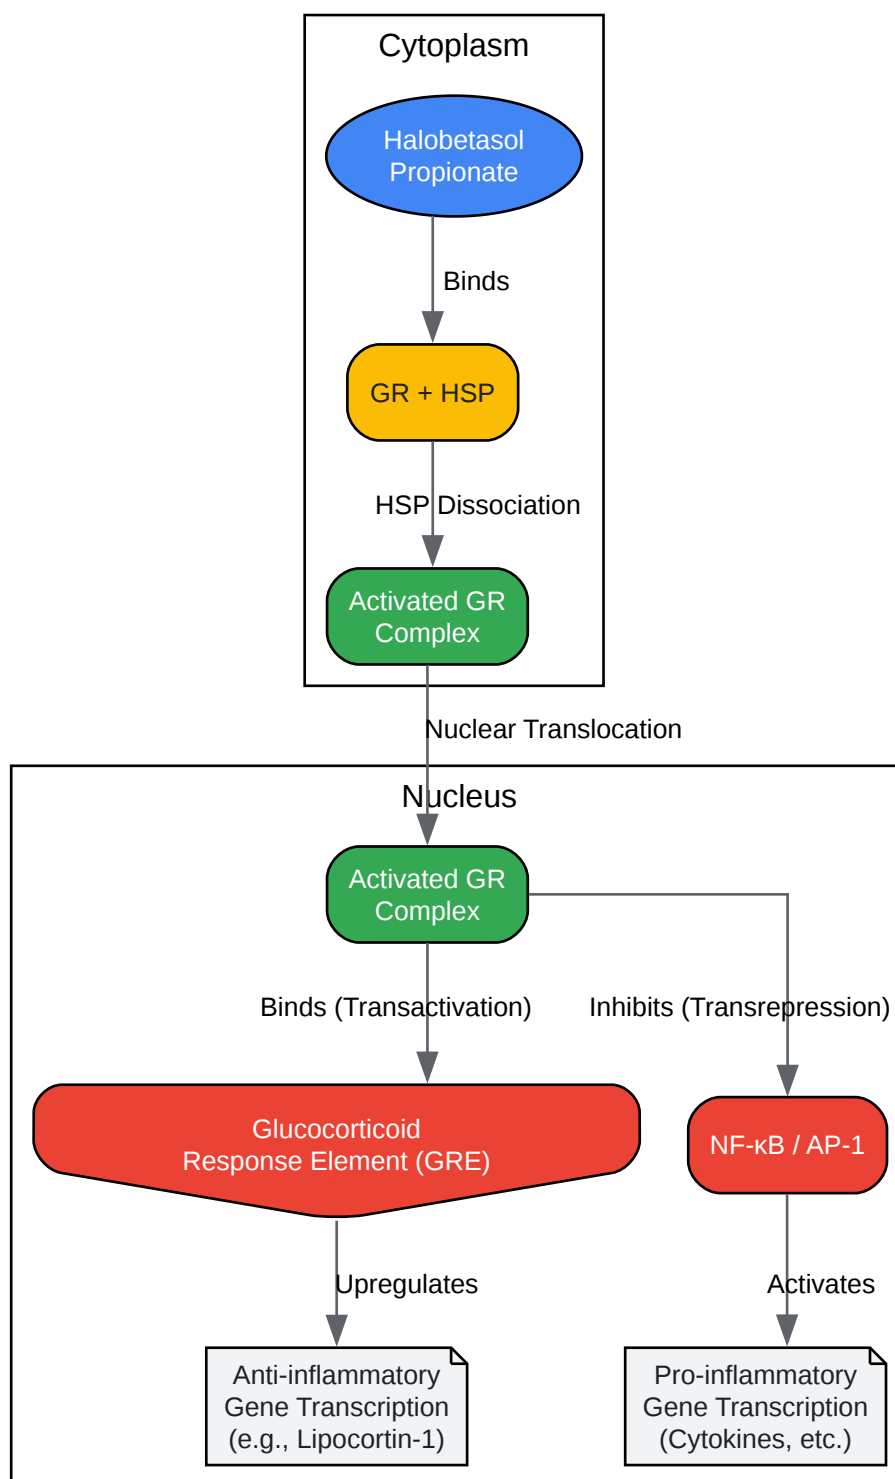 Cytoplasm
Halobetasol
Propionate
Binds
GR + HSP
HSP Dissociation
Activated GR
Complex
Nuclear Translocation
Nucleus
Activated GR
Complex
Binds (Transactivation)
Inhibits (Transrepression)
Glucocorticoid
Response Element (GRE)
NF-κB / AP-1
Upregulates
Activates
Anti-inflammatory
Gene Transcription
(e.g., Lipocortin-1)
Pro-inflammatory
Gene Transcription
(Cytokines, etc.)